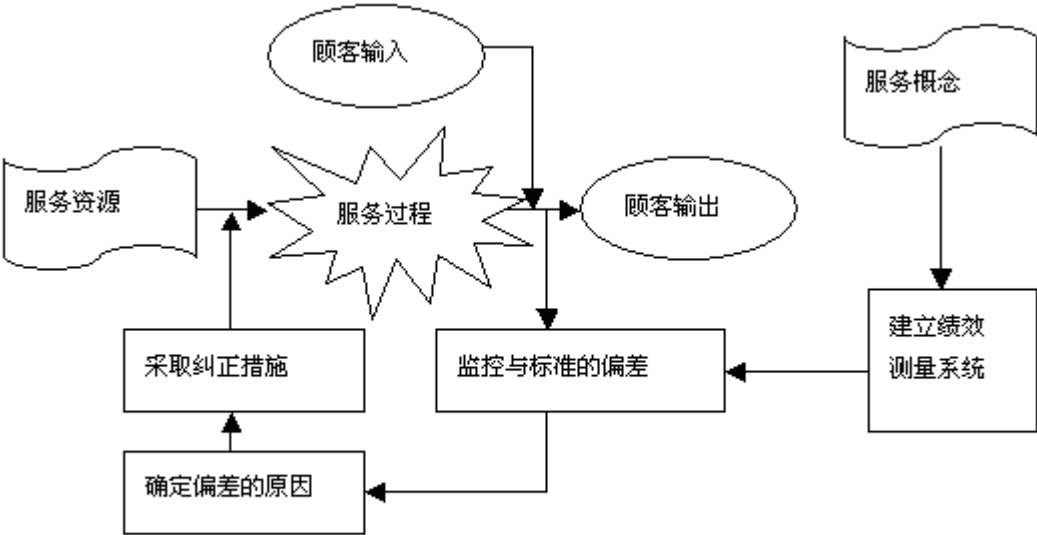 顾客输入
服务概念
服务资源
服务过程
顾客输出
建立绩效
测量系统
采取纠正措施
监控与标准的偏差
确定偏差的原因